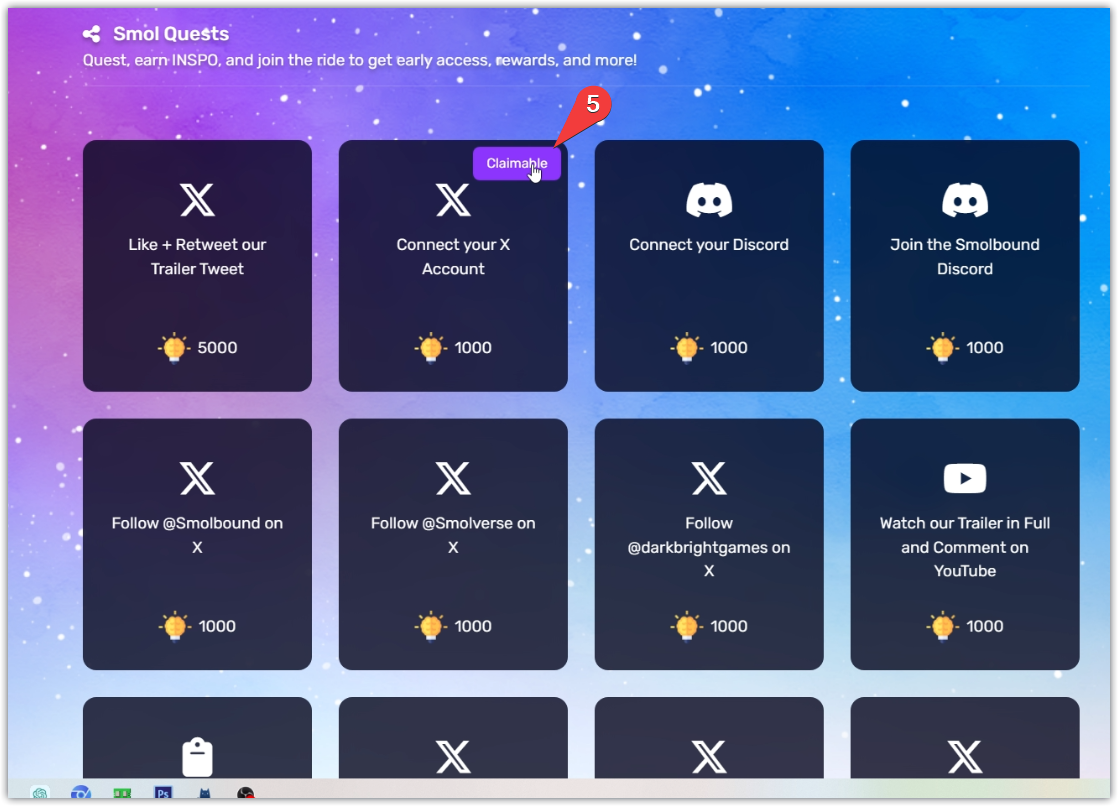 Smol Quests
Quest, earn INSPO, and join the ride to get early access, rewards, and more!
5
Claimable
Like + Retweet our
Trailer Tweet
5000
Connect your X
Account
1000
Connect your Discord
1000
Join the Smolbound
Discord
1000
Follow @Smolbound on
X
1000
Follow @Smolverse on
X
1000
Follow
@darkbrightgames on
X
1000
Watch our Trailer in Full
and Comment on
YouTube
1000
Ps